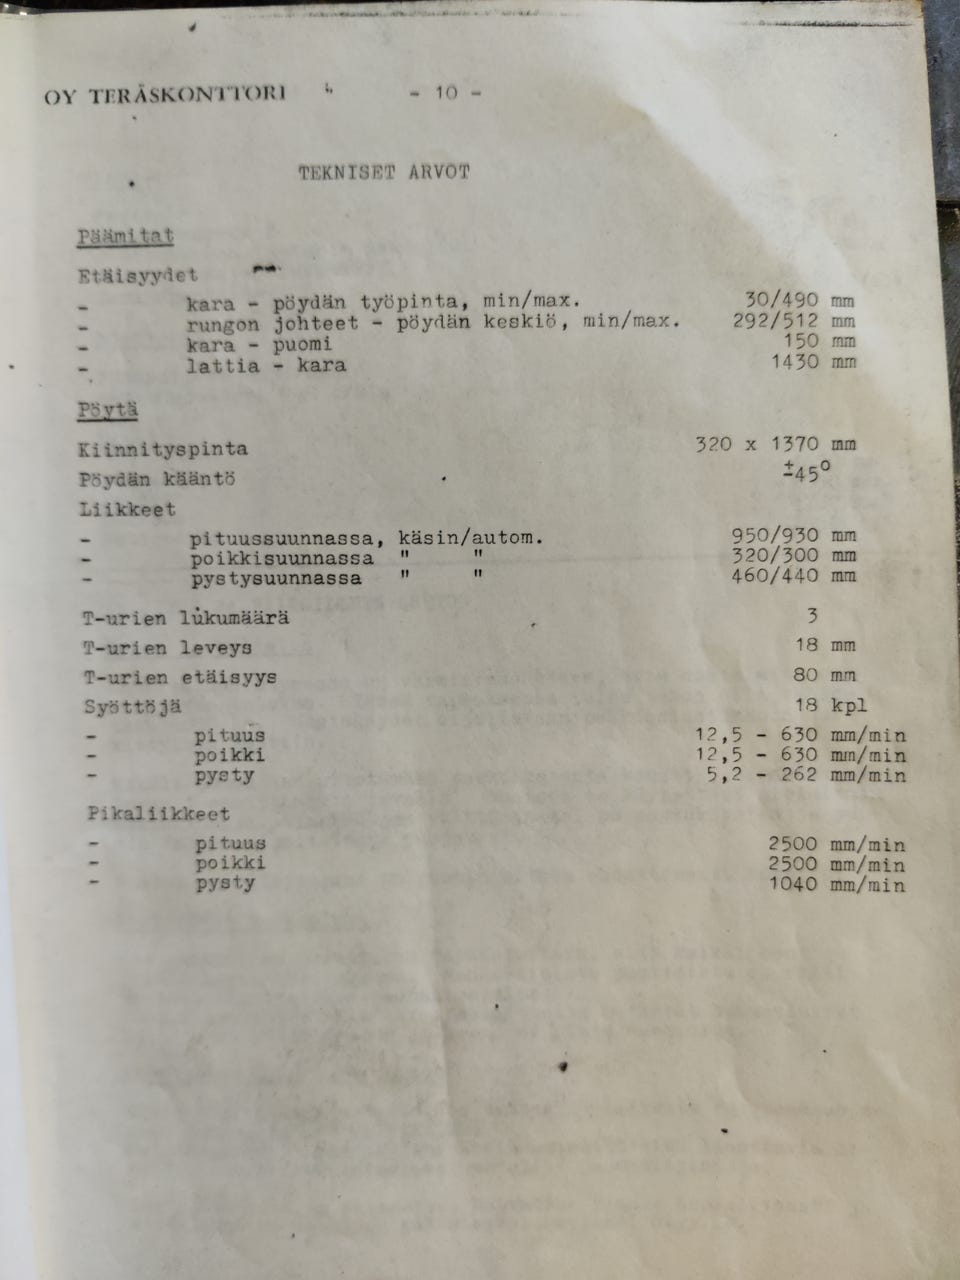 OY TERÄSKONTTORI - 10 -
TEKNISET ARVOT
Päämitat
Etäisyydet
- kara - pöydän työpinta, min/max. 30/490 mm
- rungon johteet - pöydän keskiö, min/max. 292/512 mm
- kara - puomi 150 mm
- lattia - kara 1430 mm
Pöytä
Kiinnityspinta 320 x 1370 mm
Pöydän kääntö ±45°
Liikkeet
- pituussuunnassa, käsin/autom. 950/930 mm
- poikkisuunnassa " " 320/300 mm
- pystysuunnassa " " 460/440 mm
T-urien lukumäärä 3
T-urien leveys 18 mm
T-urien etäisyys 80 mm
Syöttöjä 18 kpl
- pituus 12,5 - 630 mm/min
- poikki 12,5 - 630 mm/min
- pysty 5,2 - 262 mm/min
Pikaliikkeet
- pituus 2500 mm/min
- poikki 2500 mm/min
- pysty 1040 mm/min